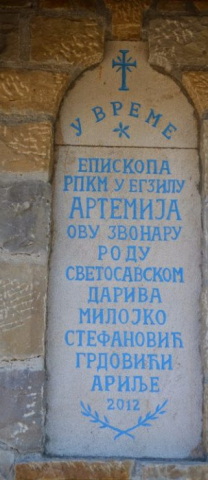 У ВРЕМЕ
ЕПИСКОПА
РПКМ У ЕГЗИЛУ
АРТЕМИЈА
ОВУ ЗВОНАРУ
РОДУ
СВЕТОСАВСКОМ
ДАРИВА
МИЛОЈКО
СТЕФАНОВИЋ
ГРДОВИЋИ
АРИЉЕ
2012